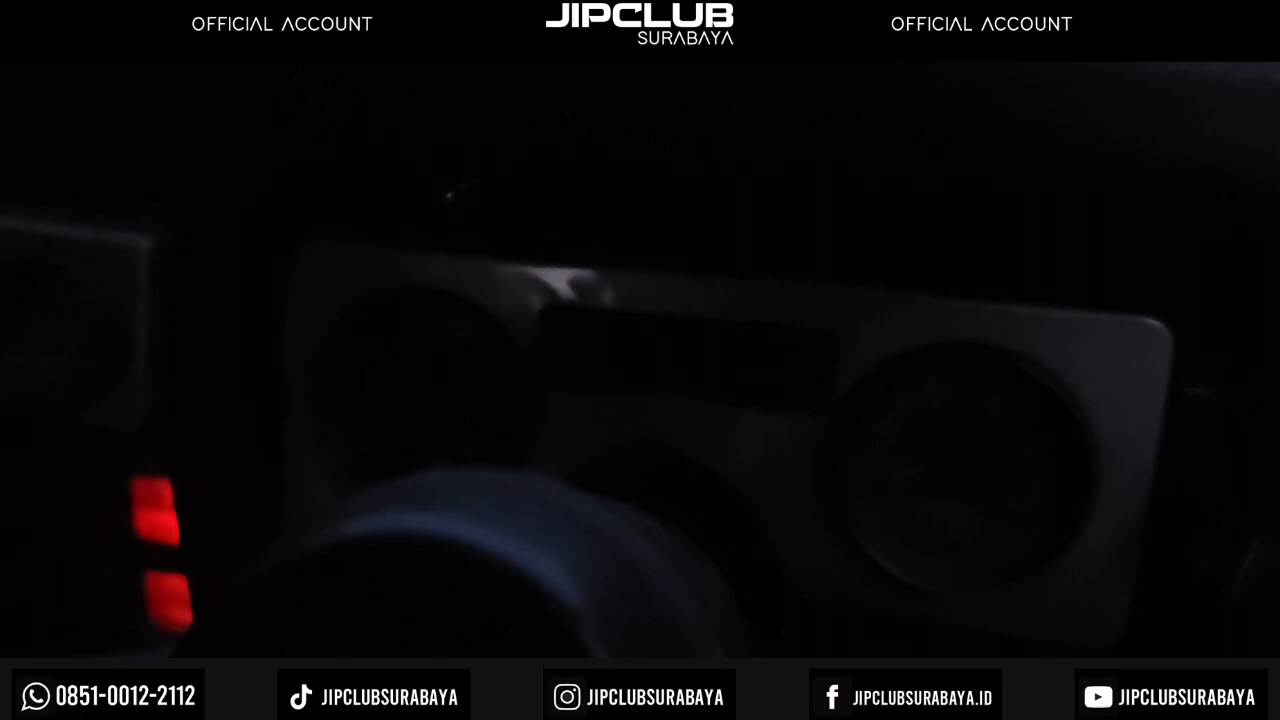 OFFICIAL ACCOUNT
JIPCLUB
SURABAYA
OFFICIAL ACCOUNT
0851-0012-2112
JIPCLUBSURABAYA
JIPCLUBSURABAYA
JIPCLUBSURABAYA.ID
JIPCLUBSURABAYA